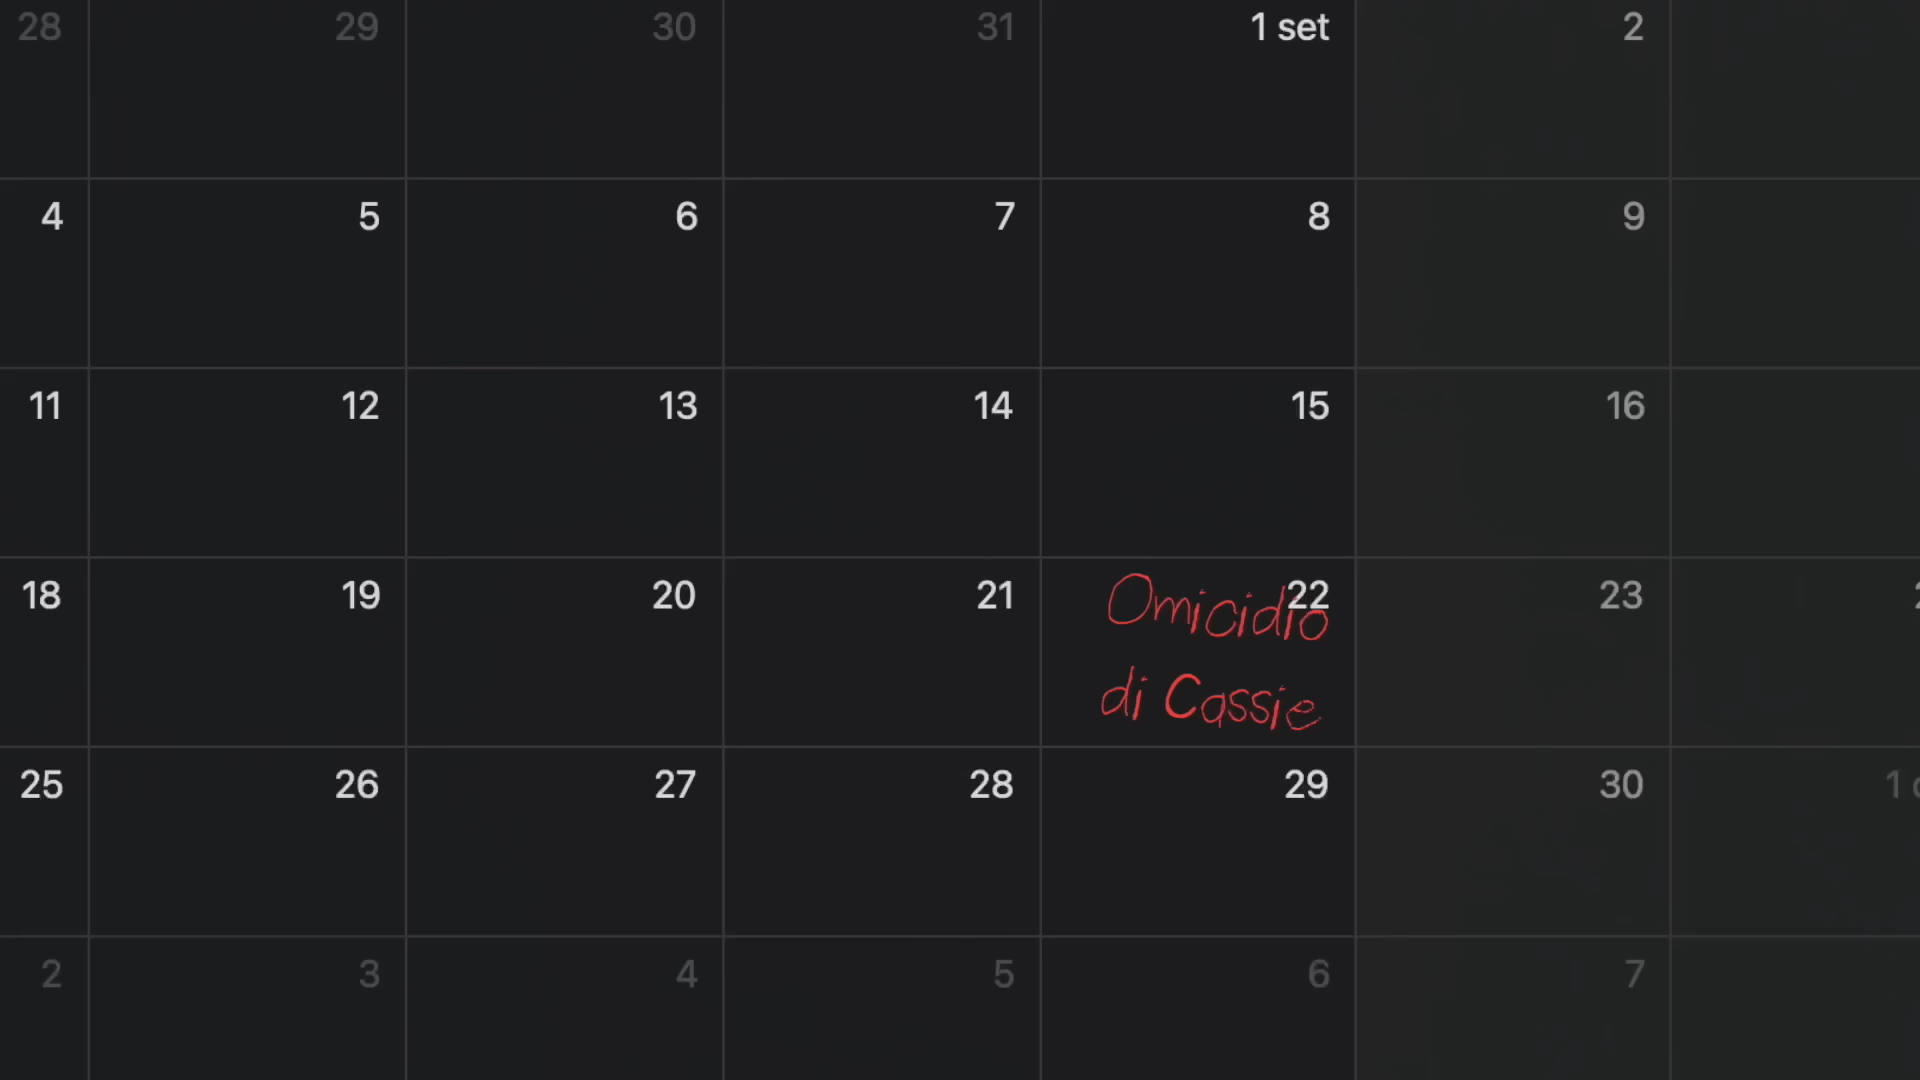 28 29 30 31 1 set 2
4 5 6 7 8 9
11 12 13 14 15 16
18 19 20 21 22 23
Omicidio
di Cassie
25 26 27 28 29 30 1
2 3 4 5 6 7